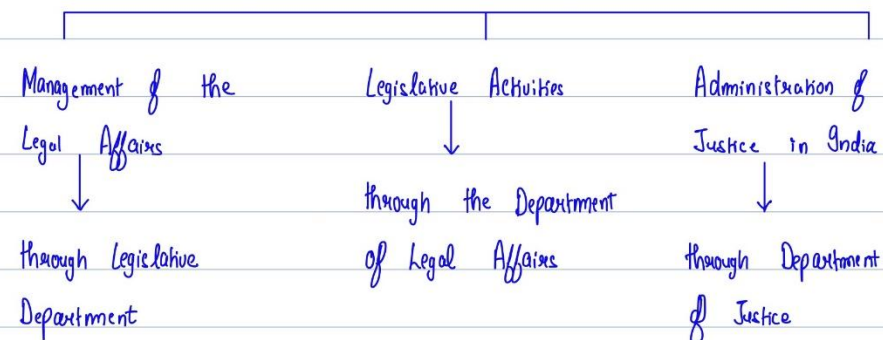 Management of the
Legal Affairs
through Legislative
Department
Legislative Activities
through the Department
of Legal Affairs
Administration of
Justice in India
through Department
of Justice